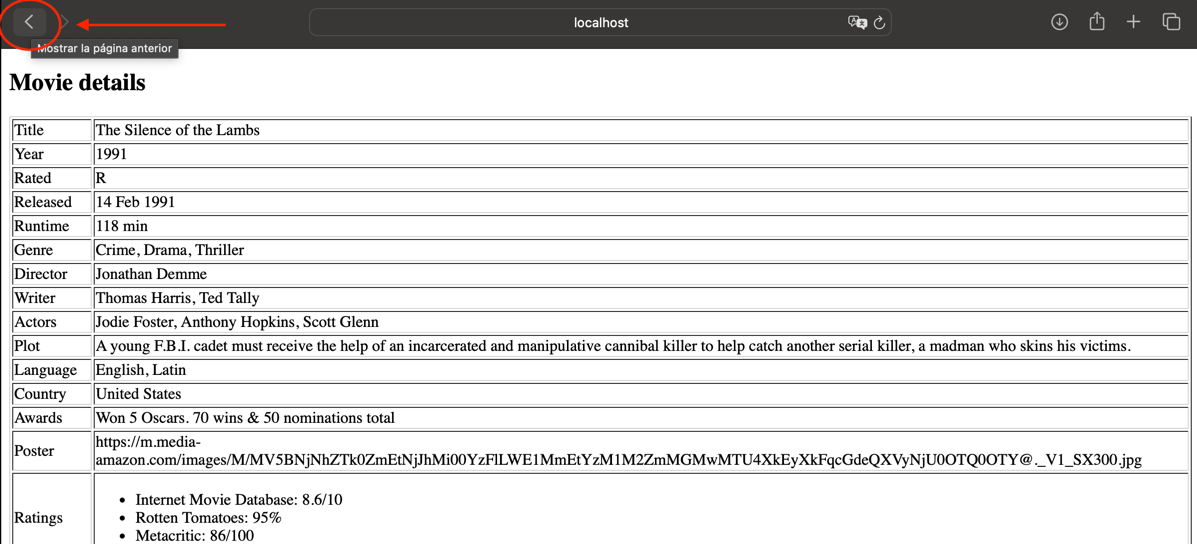 localhost
Mostrar la página anterior
Movie details
Title The Silence of the Lambs
Year 1991
Rated R
Released 14 Feb 1991
Runtime 118 min
Genre Crime, Drama, Thriller
Director Jonathan Demme
Writer Thomas Harris, Ted Tally
Actors Jodie Foster, Anthony Hopkins, Scott Glenn
Plot A young F.B.I. cadet must receive the help of an incarcerated and manipulative cannibal killer to help catch another serial killer, a madman who skins his victims.
Language English, Latin
Country United States
Awards Won 5 Oscars. 70 wins & 50 nominations total
Poster https://m.media-
amazon.com/images/M/MV5BNjNhZTk0ZmEtNjJhMi00YzFlLWE1MmEtYzM1M2ZmMGMwMTU4XkEyXkFqcGdeQXVyNjU0OTQ0OTY@._V1_SX300.jpg
Ratings
• Internet Movie Database: 8.6/10
• Rotten Tomatoes: 95%
• Metacritic: 86/100